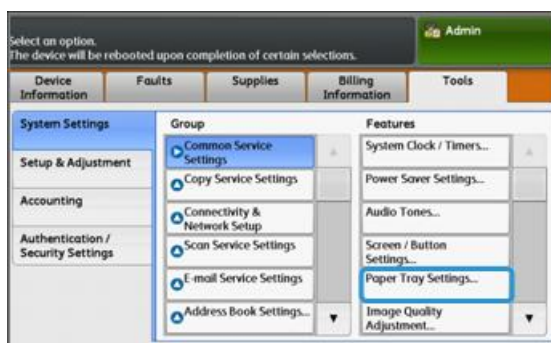 Select an option.
The device will be rebooted upon completion of certain selections.
Admin
Device
Information
Faults
Supplies
Billing
Information
Tools
System Settings
Setup & Adjustment
Accounting
Authentication /
Security Settings
Group
Common Service
Settings
Copy Service Settings
Connectivity &
Network Setup
Scan Service Settings
E-mail Service Settings
Address Book Settings...
Features
System Clock / Timers...
Power Saver Settings...
Audio Tones...
Screen / Button
Settings...
Paper Tray Settings...
Image Quality
Adjustment...